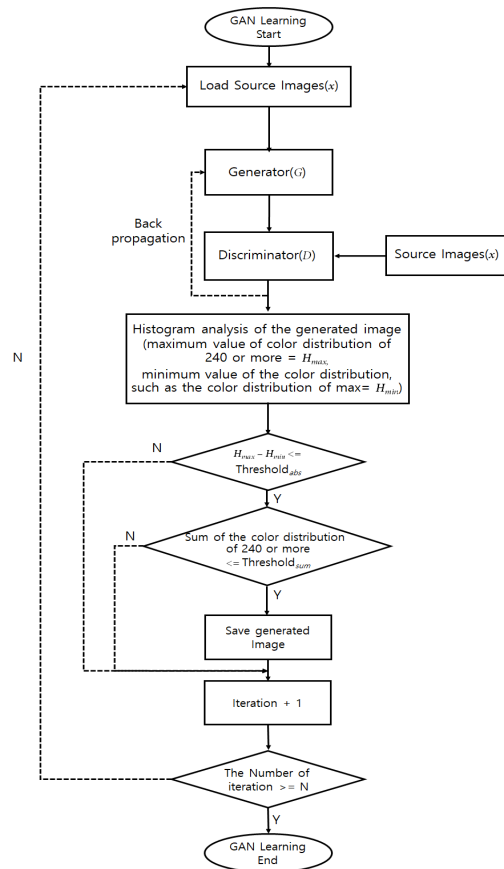 GAN Learning
Start
Load Source Images(x)
Generator(G)
Back
propagation
Discriminator(D)
Source Images(x)
Histogram analysis of the generated image
(maximum value of color distribution of
240 or more = Hmax,
minimum value of the color distribution,
such as the color distribution of max= Hmin)
N
N
Hmax − Hmin <=
Thresholdabs
Y
N
Sum of the color distribution
of 240 or more
<= Thresholdsum
Y
Save generated
Image
Iteration + 1
The Number of
iteration >= N
Y
GAN Learning
End